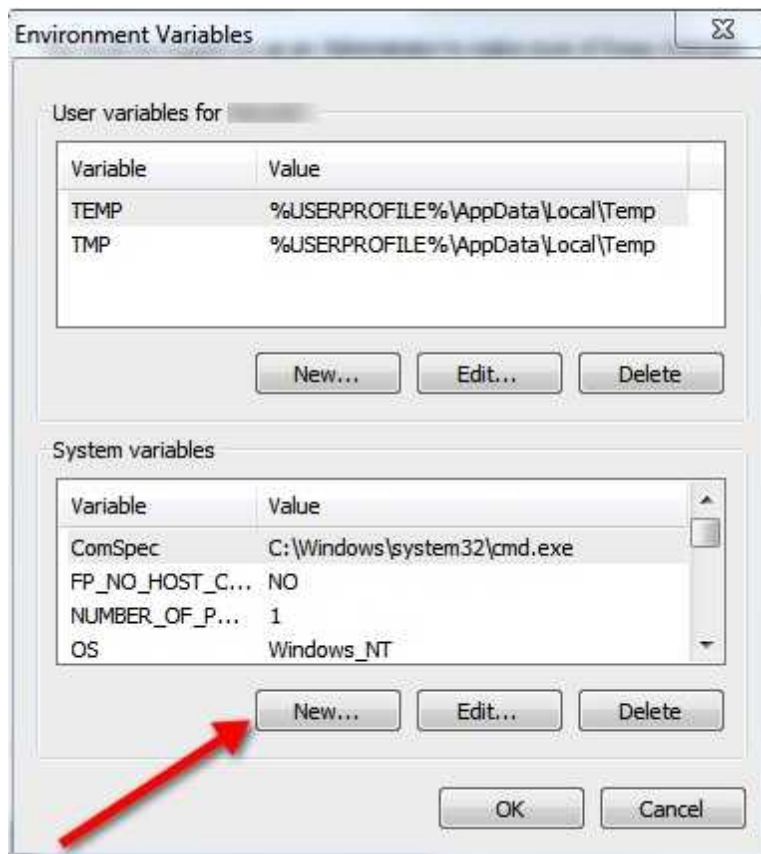 Environment Variables
User variables for
Variable Value
TEMP %USERPROFILE%\AppData\Local\Temp
TMP %USERPROFILE%\AppData\Local\Temp
New... Edit... Delete
System variables
Variable Value
ComSpec C:\Windows\system32\cmd.exe
FP_NO_HOST_C... NO
NUMBER_OF_P... 1
OS Windows_NT
New... Edit... Delete
OK Cancel